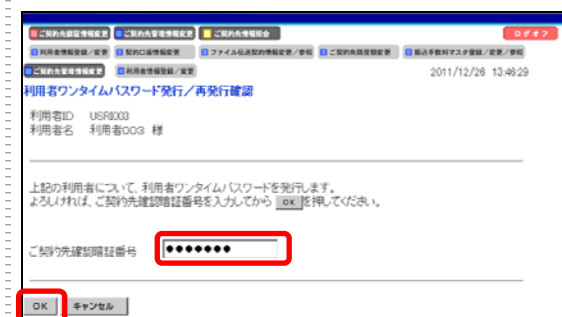 ご契約先認証情報変更 ご契約先管理情報変更 ご契約先情報照会 ログオフ
利用者情報登録/変更 契約口座情報変更 ファイル伝送契約情報変更/参照 ご契約先限度額変更 振込手数料マスタ登録/変更/参照
ご契約先管理情報変更 利用者情報登録/変更 2011/12/26 13:46:29
利用者ワンタイムパスワード発行/再発行確認
利用者ID USRI003
利用者名 利用者003 様
上記の利用者について、利用者ワンタイムパスワードを発行します。
よろしければ、ご契約先確認暗証番号を入力してから OK を押してください。
ご契約先確認暗証番号 ●●●●●●●
OK キャンセル